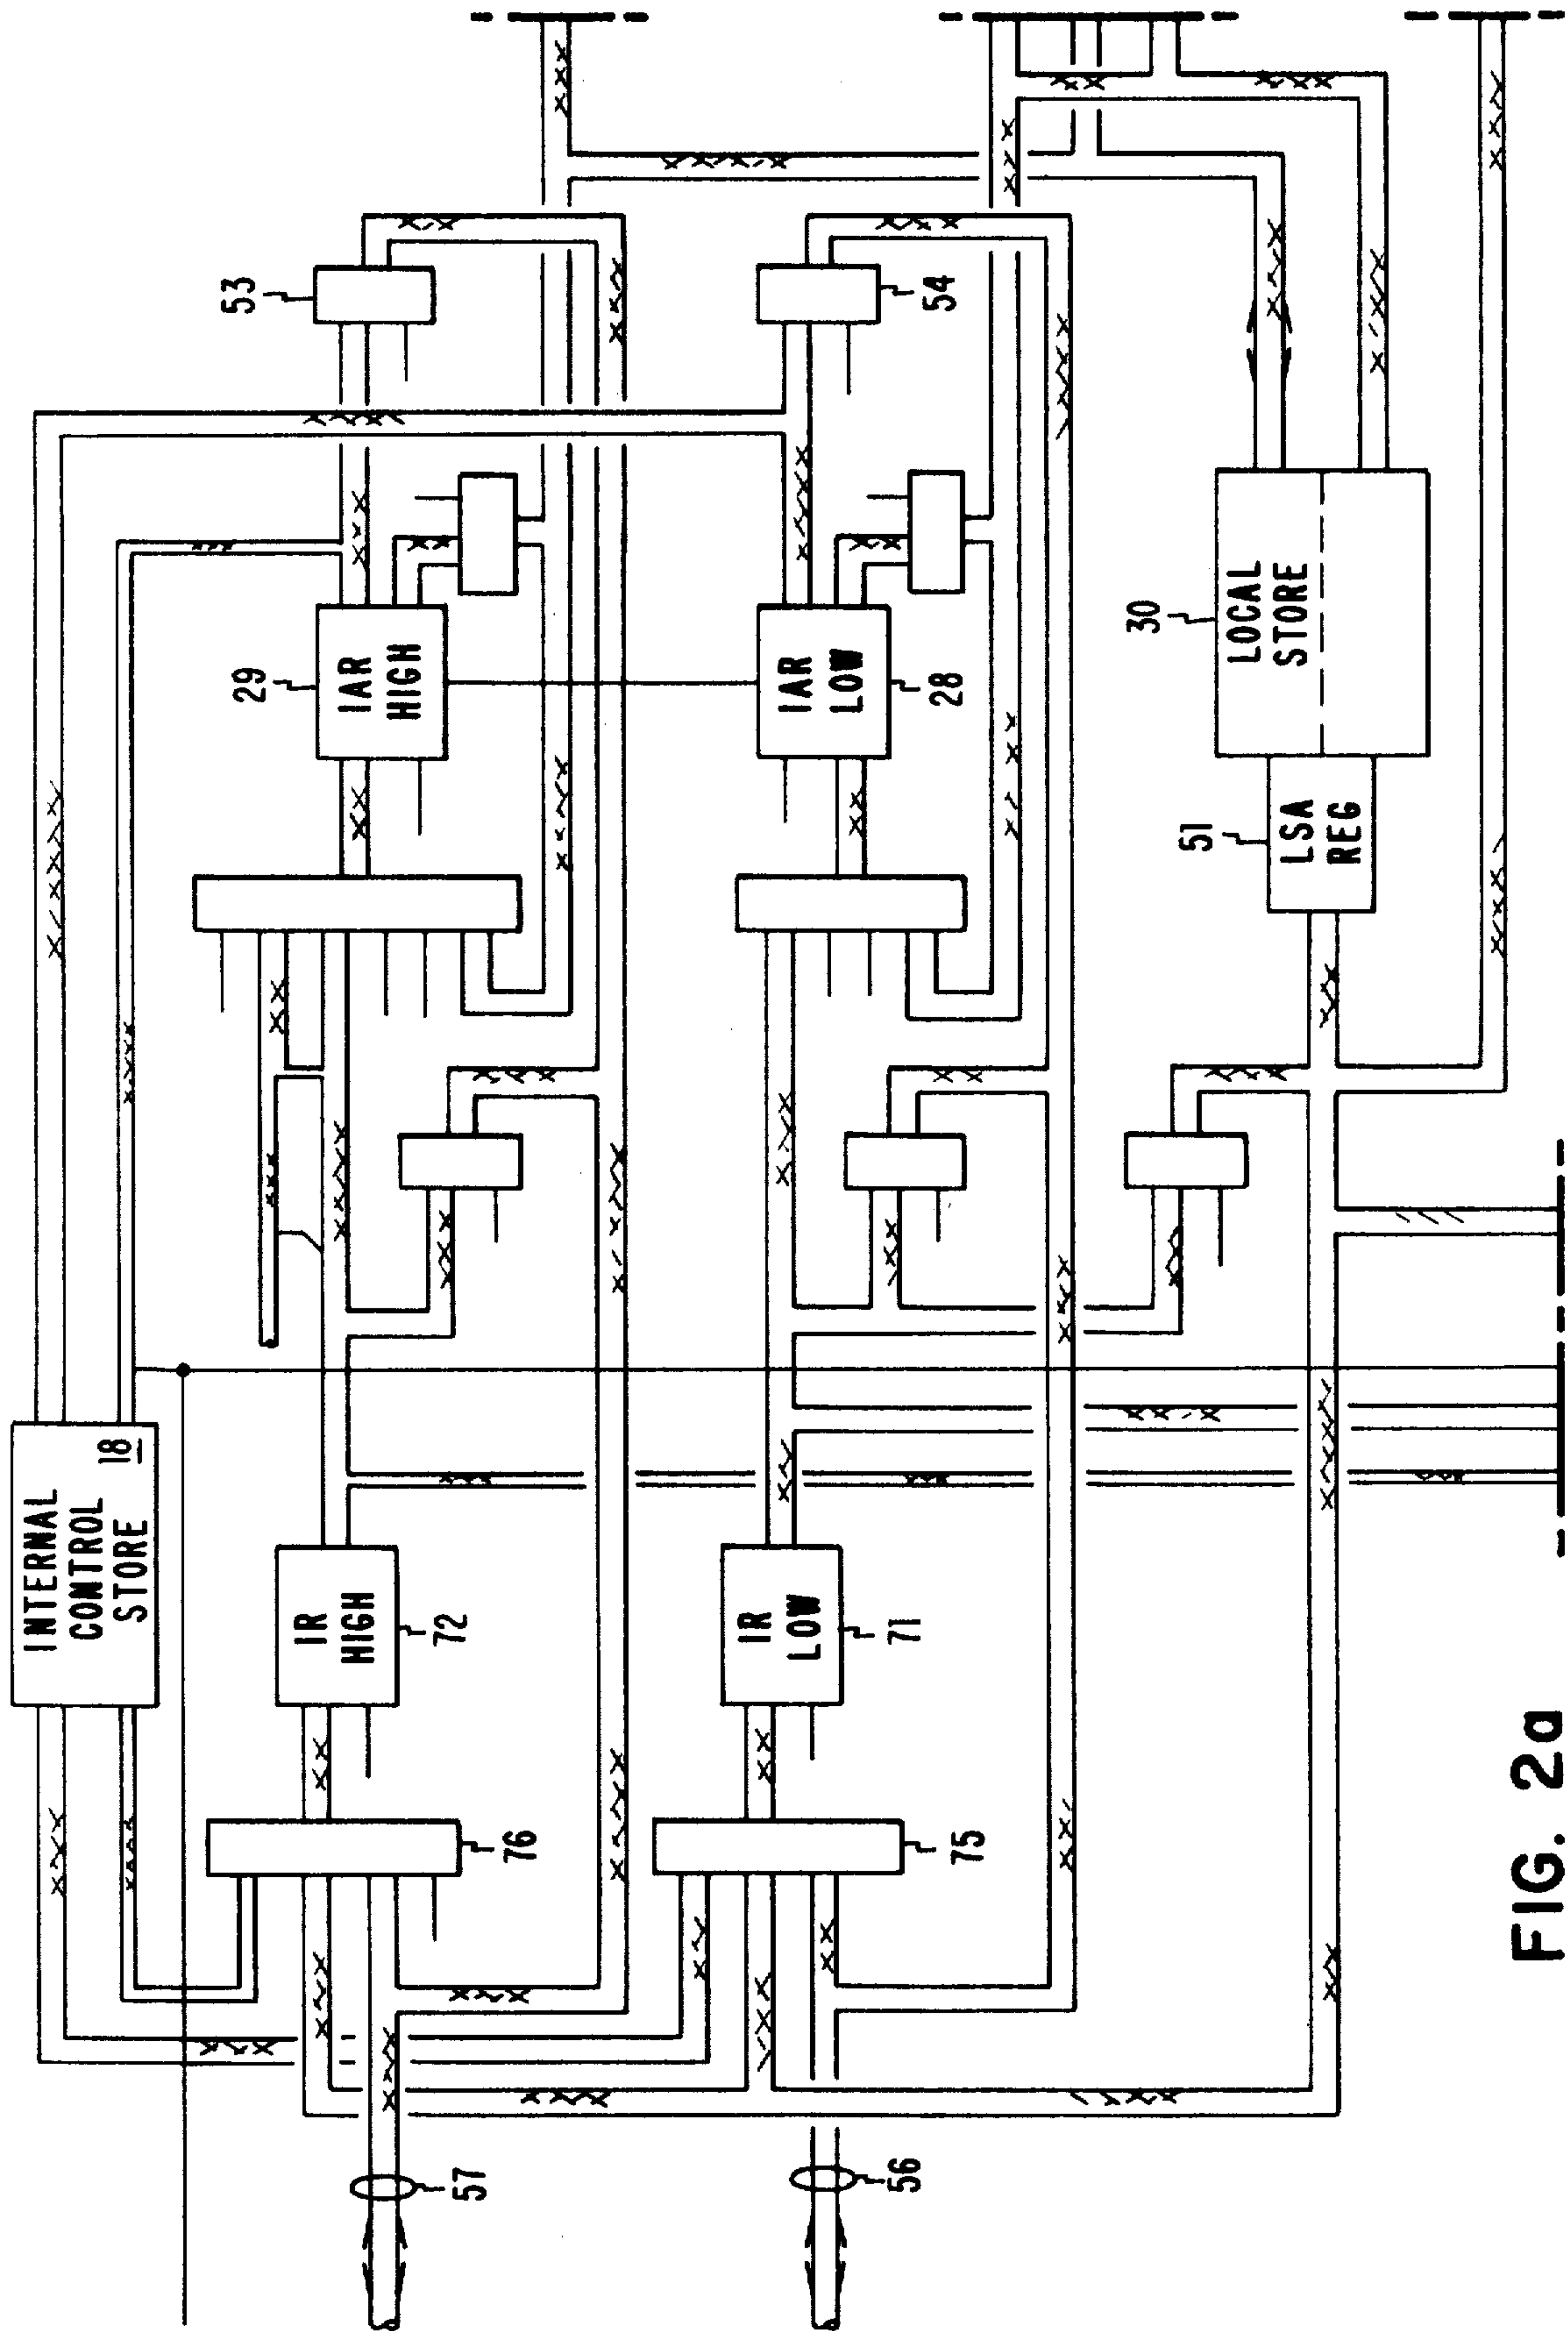 INTERNAL
CONTROL
STORE
18
57
76
IR
HIGH
72
29
IAR
HIGH
53
56
75
IR
LOW
71
IAR
LOW
28
54
51
LSA
REG
30
LOCAL
STORE
FIG. 2a